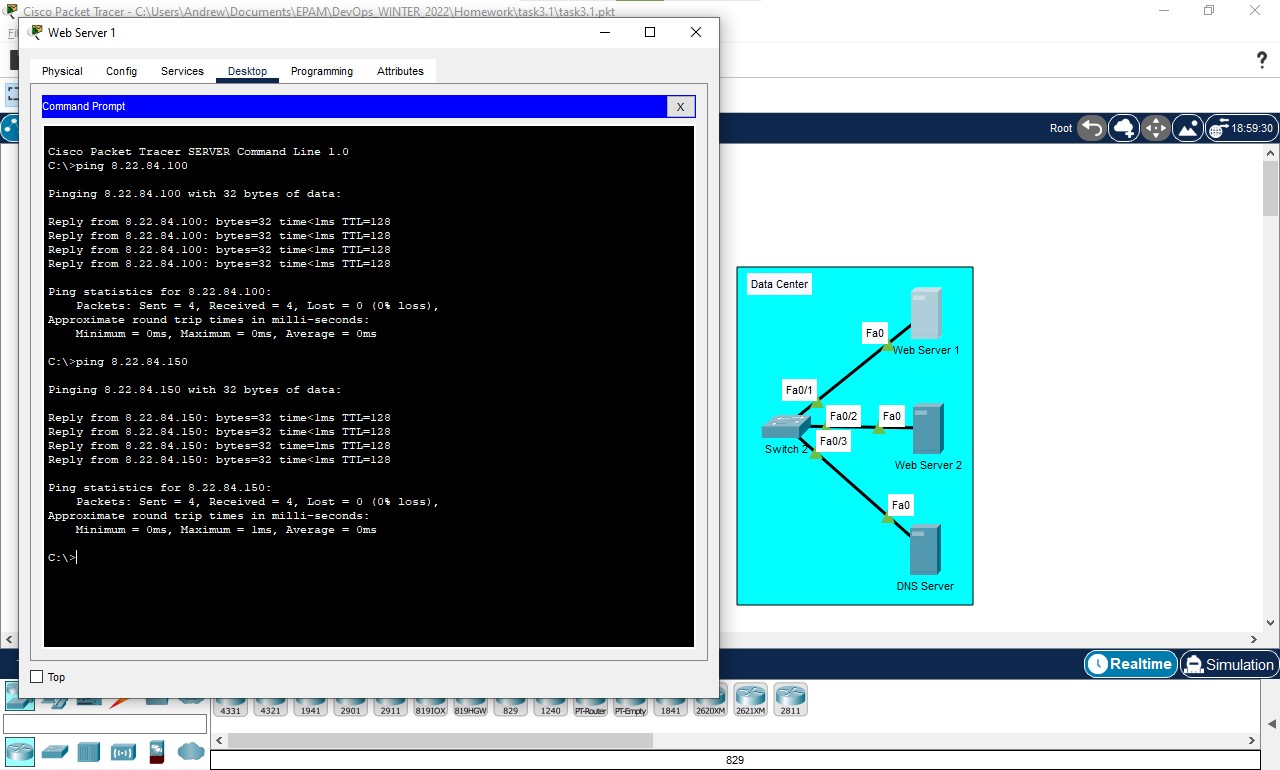 Cisco Packet Tracer - C:\Users\Andrew\Documents\EPAM\DevOps_WINTER_2022\Homework\task3.1\task3.1.pkt
Web Server 1
Physical Config Services Desktop Programming Attributes
Command Prompt X
Cisco Packet Tracer SERVER Command Line 1.0
C:\>ping 8.22.84.100
Pinging 8.22.84.100 with 32 bytes of data:
Reply from 8.22.84.100: bytes=32 time<1ms TTL=128
Reply from 8.22.84.100: bytes=32 time<1ms TTL=128
Reply from 8.22.84.100: bytes=32 time<1ms TTL=128
Reply from 8.22.84.100: bytes=32 time<1ms TTL=128
Ping statistics for 8.22.84.100:
Packets: Sent = 4, Received = 4, Lost = 0 (0% loss),
Approximate round trip times in milli-seconds:
Minimum = 0ms, Maximum = 0ms, Average = 0ms
C:\>ping 8.22.84.150
Pinging 8.22.84.150 with 32 bytes of data:
Reply from 8.22.84.150: bytes=32 time<1ms TTL=128
Reply from 8.22.84.150: bytes=32 time<1ms TTL=128
Reply from 8.22.84.150: bytes=32 time<1ms TTL=128
Reply from 8.22.84.150: bytes=32 time<1ms TTL=128
Ping statistics for 8.22.84.150:
Packets: Sent = 4, Received = 4, Lost = 0 (0% loss),
Approximate round trip times in milli-seconds:
Minimum = 0ms, Maximum = 1ms, Average = 0ms
C:\>
Top
?
Root 18:59:30
Data Center
Fa0
Web Server 1
Fa0/1
Fa0/2 Fa0
Switch 2 Fa0/3
Web Server 2
Fa0
DNS Server
Realtime Simulation
4331 4321 1941 2901 2911 819IOX 819HGW 829 1240 PT-Router PT-Empty 1841 2620XM 2621XM 2811
829